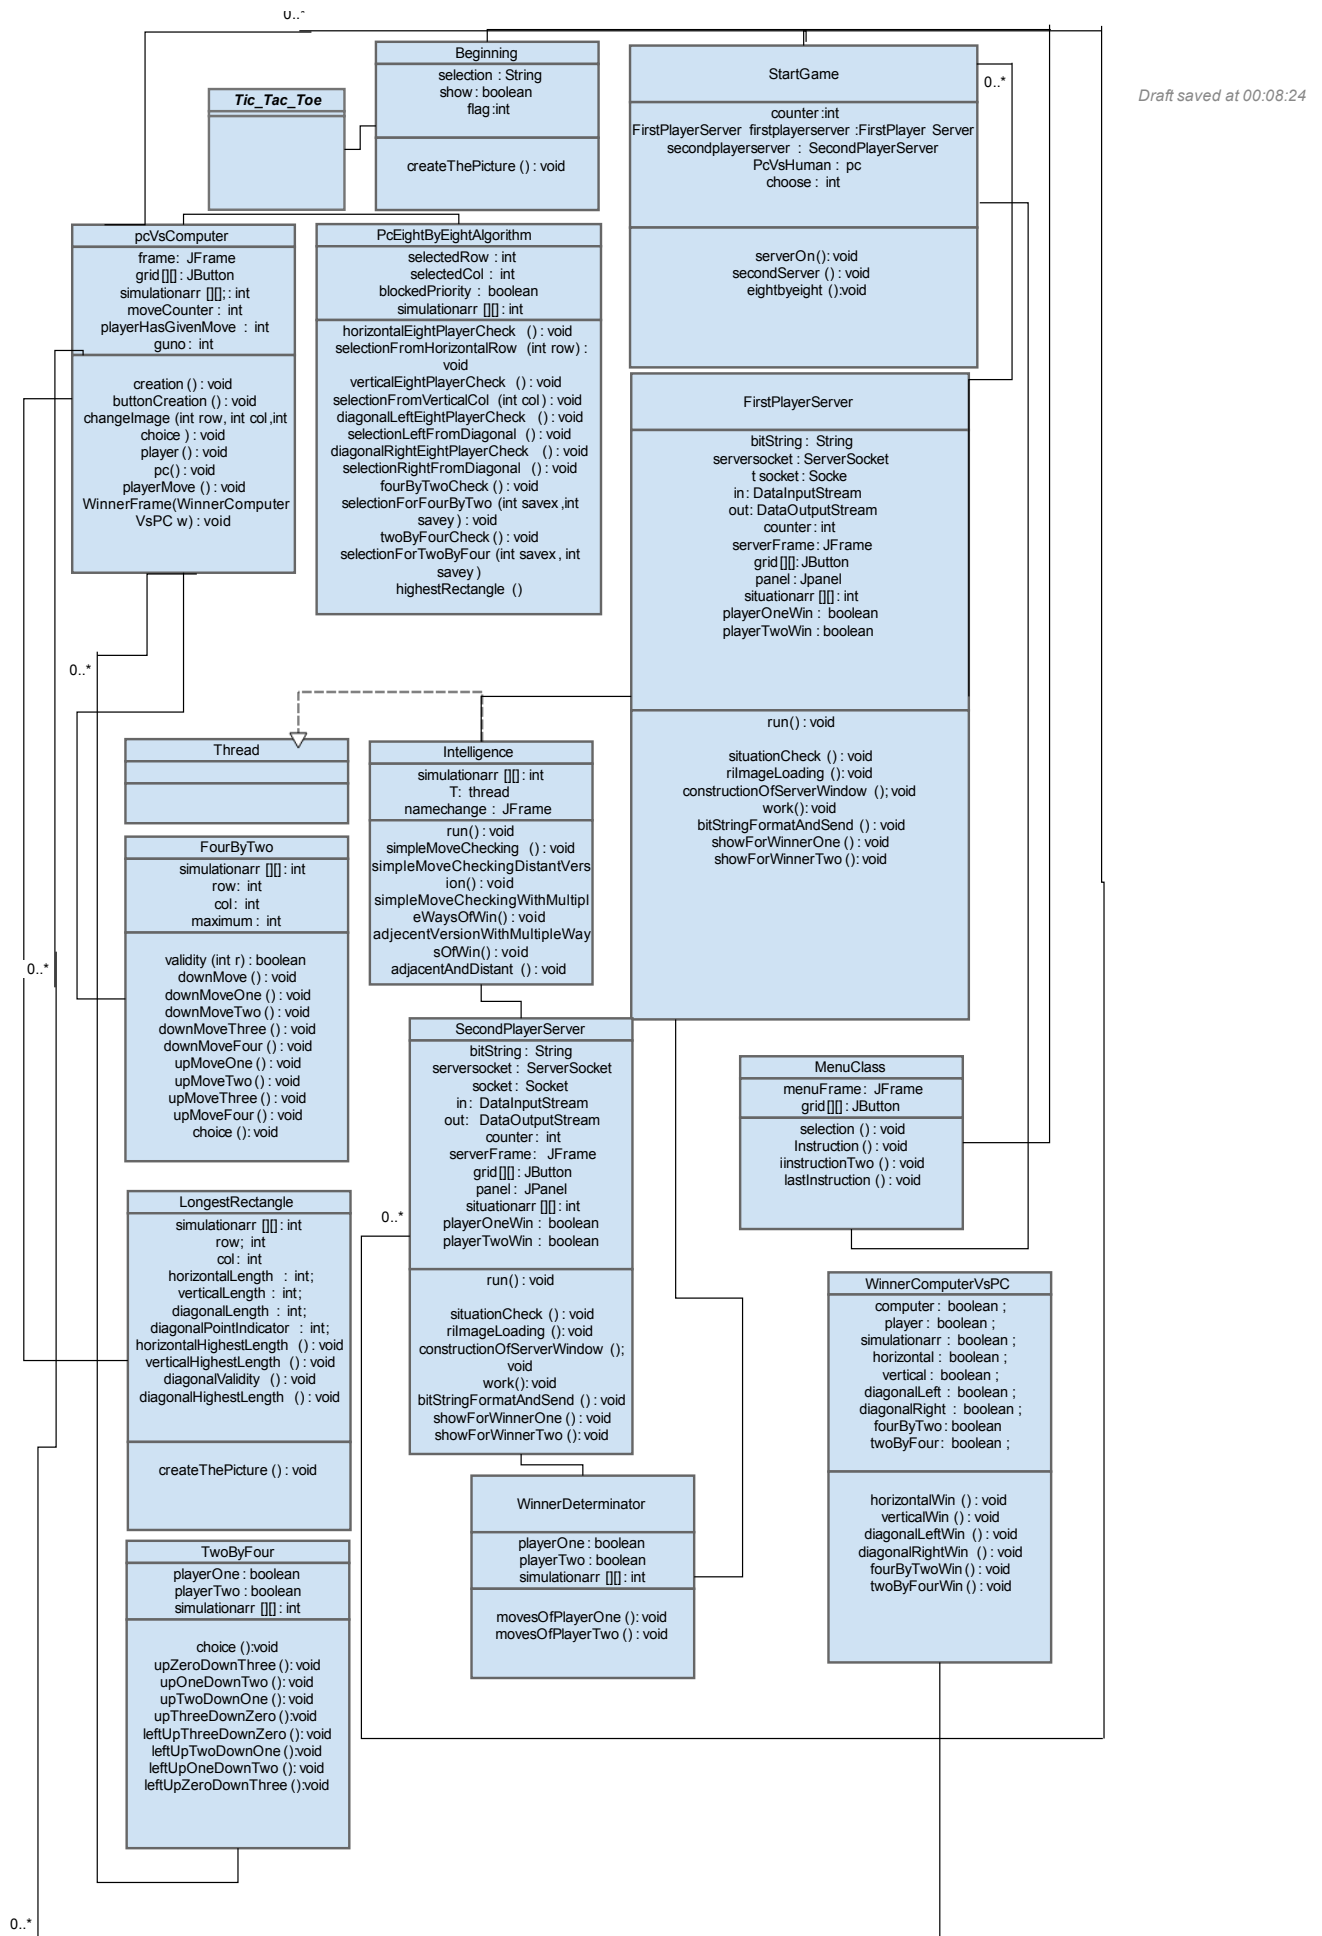 0..*
Draft saved at 00:08:24
Beginning
selection : String
show : boolean
flag :int
createThePicture () : void
Tic_Tac_Toe
StartGame
counter :int
FirstPlayerServer firstplayerserver :FirstPlayer Server
secondplayerserver : SecondPlayerServer
PcVsHuman : pc
choose : int
serverOn(): void
secondServer () : void
eightbyeight ():void
0..*
pcVsComputer
frame: JFrame
grid[][]: JButton
simulationarr [][];: int
moveCounter : int
playerHasGivenMove : int
guno : int
creation () : void
buttonCreation () : void
changeImage (int row, int col ,int
choice ) : void
player () : void
pc() : void
playerMove () : void
WinnerFrame(WinnerComputer
VsPC w) : void
PcEightByEightAlgorithm
selectedRow : int
selectedCol : int
blockedPriority : boolean
simulationarr [][] : int
horizontalEightPlayerCheck () : void
selectionFromHorizontalRow (int row) :
void
verticalEightPlayerCheck () : void
selectionFromVerticalCol (int col) : void
diagonalLeftEightPlayerCheck () : void
selectionLeftFromDiagonal () : void
diagonalRightEightPlayerCheck () : void
selectionRightFromDiagonal () : void
fourByTwoCheck () : void
selectionForFourByTwo (int savex ,int
savey ) : void
twoByFourCheck () : void
selectionForTwoByFour (int savex , int
savey )
highestRectangle ()
FirstPlayerServer
bitString : String
serversocket : ServerSocket
t socket : Socke
in: DataInputStream
out: DataOutputStream
counter : int
serverFrame : JFrame
grid[][]: JButton
panel : Jpanel
situationarr [][]: int
playerOneWin : boolean
playerTwoWin : boolean
run() : void
situationCheck () : void
riImageLoading (): void
constructionOfServerWindow (); void
work(): void
bitStringFormatAndSend () : void
showForWinnerOne () : void
showForWinnerTwo (): void
0..*
Thread
Intelligence
simulationarr [][] : int
T: thread
namechange : JFrame
run() : void
simpleMoveChecking () : void
simpleMoveCheckingDistantVers
ion() : void
simpleMoveCheckingWithMultipl
eWaysOfWin() : void
adjecentVersionWithMultipleWay
sOfWin() : void
adjacentAndDistant () : void
FourByTwo
simulationarr [][] : int
row: int
col: int
maximum : int
validity (int r) : boolean
downMove () : void
downMoveOne () : void
downMoveTwo () : void
downMoveThree () : void
downMoveFour () : void
upMoveOne () : void
upMoveTwo () : void
upMoveThree () : void
upMoveFour () : void
choice (): void
0..*
SecondPlayerServer
bitString : String
serversocket : ServerSocket
socket : Socket
in: DataInputStream
out: DataOutputStream
counter : int
serverFrame : JFrame
grid[][]: JButton
panel : JPanel
situationarr [][]: int
playerOneWin : boolean
playerTwoWin : boolean
run() : void
situationCheck () : void
riImageLoading (): void
constructionOfServerWindow ();
void
work(): void
bitStringFormatAndSend () : void
showForWinnerOne () : void
showForWinnerTwo (): void
MenuClass
menuFrame : JFrame
grid[][] : JButton
selection () : void
Instruction () : void
iinstructionTwo () : void
lastInstruction () : void
LongestRectangle
simulationarr [][] : int
row; int
col : int
horizontalLength : int;
verticalLength : int;
diagonalLength : int;
diagonalPointIndicator : int;
horizontalHighestLength () : void
verticalHighestLength () : void
diagonalValidity () : void
diagonalHighestLength () : void
createThePicture () : void
0..*
WinnerComputerVsPC
computer : boolean ;
player : boolean ;
simulationarr : boolean ;
horizontal : boolean ;
vertical : boolean ;
diagonalLeft : boolean ;
diagonalRight : boolean ;
fourByTwo : boolean
twoByFour : boolean ;
horizontalWin () : void
verticalWin () : void
diagonalLeftWin () : void
diagonalRightWin () : void
fourByTwoWin() : void
twoByFourWin () : void
WinnerDeterminator
playerOne : boolean
playerTwo : boolean
simulationarr [][] : int
movesOfPlayerOne (): void
movesOfPlayerTwo () : void
TwoByFour
playerOne : boolean
playerTwo : boolean
simulationarr [][] : int
choice ():void
upZeroDownThree (): void
upOneDownTwo (): void
upTwoDownOne () : void
upThreeDownZero ():void
leftUpThreeDownZero (): void
leftUpTwoDownOne ():void
leftUpOneDownTwo (): void
leftUpZeroDownThree ():void
0..*